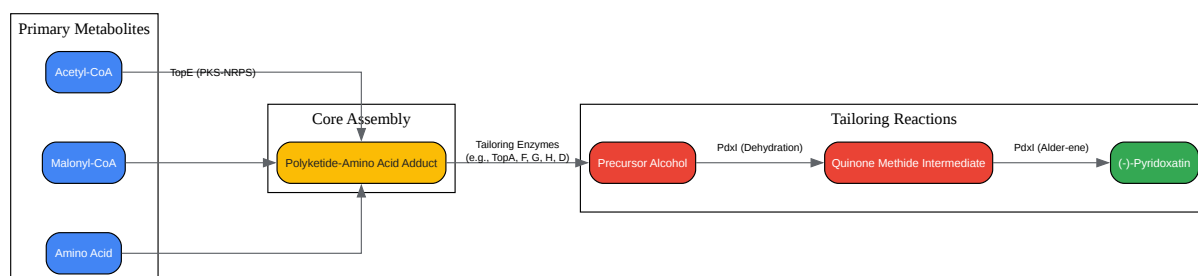 Primary Metabolites
Acetyl-CoA
TopE (PKS-NRPS)
Malonyl-CoA
Amino Acid
Core Assembly
Polyketide-Amino Acid Adduct
Tailoring Enzymes
(e.g., TopA, F, G, H, D)
Tailoring Reactions
Precursor Alcohol
PdxI (Dehydration)
Quinone Methide Intermediate
PdxI (Alder-ene)
(-)-Pyridoxatin